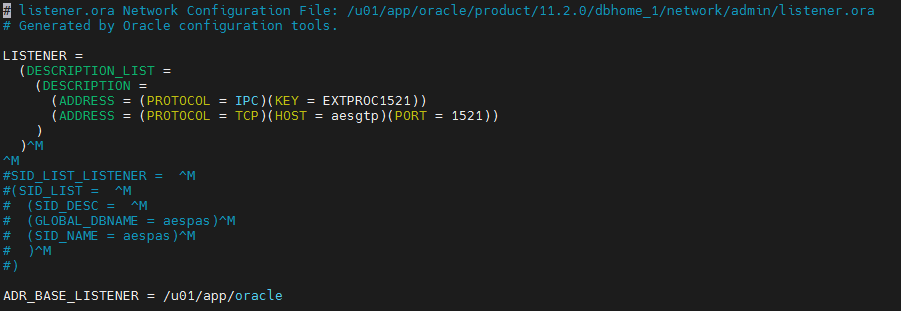 # listener.ora Network Configuration File: /u01/app/oracle/product/11.2.0/dbhome_1/network/admin/listener.ora
# Generated by Oracle configuration tools.

LISTENER =
  (DESCRIPTION_LIST =
    (DESCRIPTION =
      (ADDRESS = (PROTOCOL = IPC)(KEY = EXTPROC1521))
      (ADDRESS = (PROTOCOL = TCP)(HOST = aesgtp)(PORT = 1521))
    )
  )^M
^M
#SID_LIST_LISTENER =  ^M
#(SID_LIST =  ^M
#  (SID_DESC =  ^M
#  (GLOBAL_DBNAME = aespas)^M
#  (SID_NAME = aespas)^M
#  )^M
#)

ADR_BASE_LISTENER = /u01/app/oracle